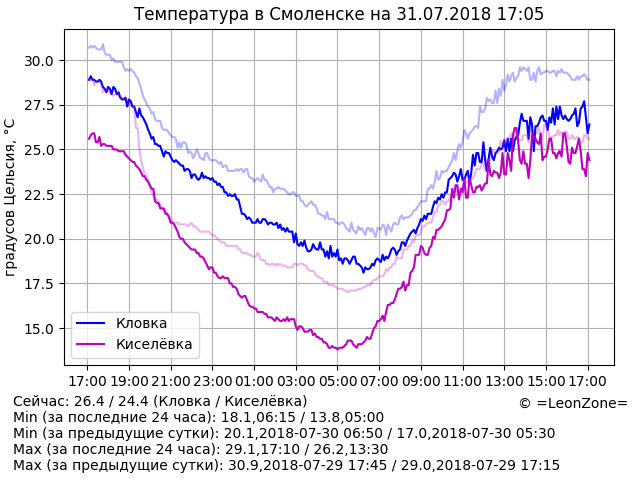 Температура в Смоленске на 31.07.2018 17:05
градусов Цельсия, °C
30.0
27.5
25.0
22.5
20.0
17.5
15.0
Кловка
Киселёвка
17:00 19:00 21:00 23:00 01:00 03:00 05:00 07:00 09:00 11:00 13:00 15:00 17:00
Сейчас: 26.4 / 24.4 (Кловка / Киселёвка)
© =LeonZone=
Min (за последние 24 часа): 18.1,06:15 / 13.8,05:00
Min (за предыдущие сутки): 20.1,2018-07-30 06:50 / 17.0,2018-07-30 05:30
Max (за последние 24 часа): 29.1,17:10 / 26.2,13:30
Max (за предыдущие сутки): 30.9,2018-07-29 17:45 / 29.0,2018-07-29 17:15